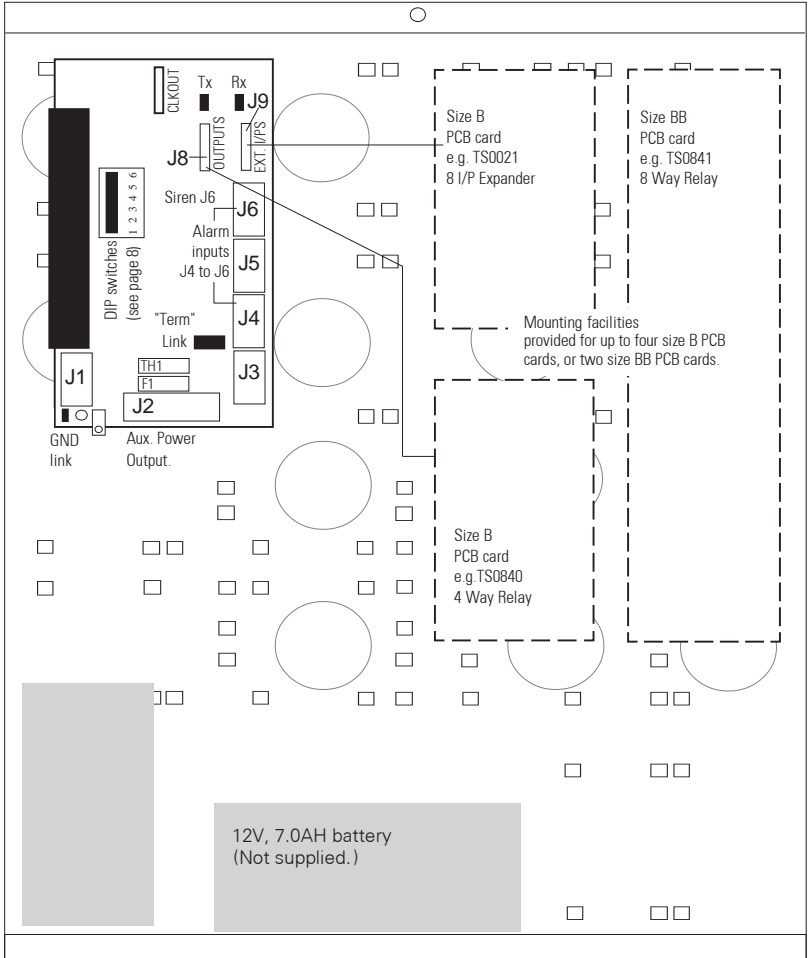 CLKOUT
Tx
Rx
J9
OUTPUTS
EXT. I/PS
J8
Siren J6
J6
Alarm
inputs
J4 to J6
J5
J4
J3
1 2 3 4 5 6
DIP switches
(see page 8)
"Term"
Link
TH1
F1
J1
J2
GND
link
Aux. Power
Output.
Size B
PCB card
e.g. TS0021
8 I/P Expander
Size BB
PCB card
e.g. TS0841
8 Way Relay
Mounting facilities
provided for up to four size B PCB
cards, or two size BB PCB cards.
Size B
PCB card
e.g.TS0840
4 Way Relay
12V, 7.0AH battery
(Not supplied.)